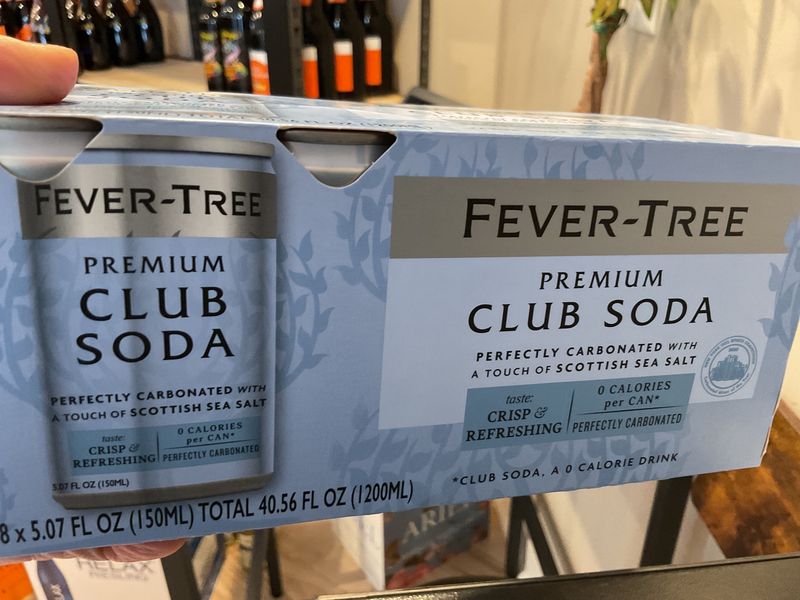 FEVER-TREE
PREMIUM
CLUB
SODA
PERFECTLY CARBONATED WITH
A TOUCH OF SCOTTISH SEA SALT
taste:
CRISP &
REFRESHING
0 CALORIES
per CAN*
PERFECTLY CARBONATED
5.07 FL OZ (150ML)
8 x 5.07 FL OZ (150ML) TOTAL 40.56 FL OZ (1200ML)
FEVER-TREE
PREMIUM
CLUB SODA
PERFECTLY CARBONATED WITH
A TOUCH OF SCOTTISH SEA SALT
taste:
CRISP &
REFRESHING
0 CALORIES
per CAN*
PERFECTLY CARBONATED
*CLUB SODA, A 0 CALORIE DRINK
RELAX
RIESLING